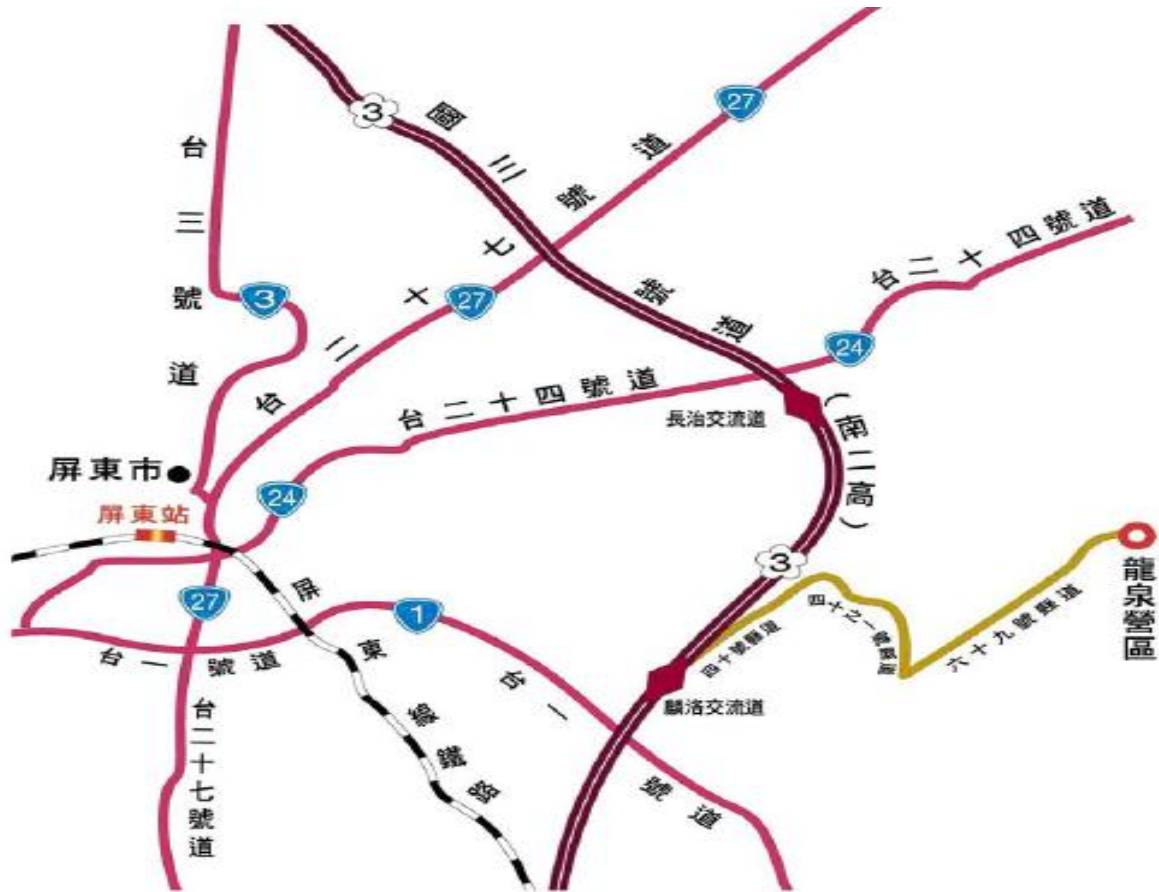 台三號道
3
國三號道
3
27
台二十七號道
27
台二十四號道
24
台二十四號道
長治交流道
(南二高)
屏東市
屏東站
24
3
27
1
屏東線鐵路
台一號道
台一號道
台二十七號道
麟洛交流道
四十號縣道
四十之一號縣道
六十九號縣道
龍泉營區